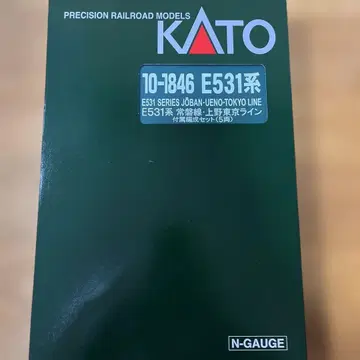 PRECISION RAILROAD MODELS
KATO
10-1846 E531系
E531 SERIES JŌBAN·UENO-TOKYO LINE
E531系 常磐線・上野東京ライン
付属編成セット(5両)
N-GAUGE